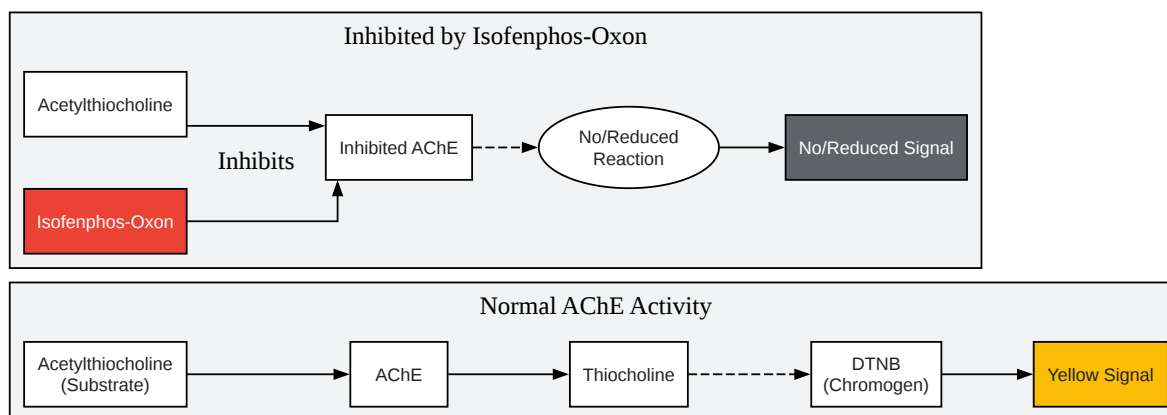 Inhibited by Isofenphos-Oxon
Acetylthiocholine
Inhibits
Inhibited AChE
No/Reduced
Reaction
No/Reduced Signal
Isofenphos-Oxon
Normal AChE Activity
Acetylthiocholine
(Substrate)
AChE
Thiocholine
DTNB
(Chromogen)
Yellow Signal